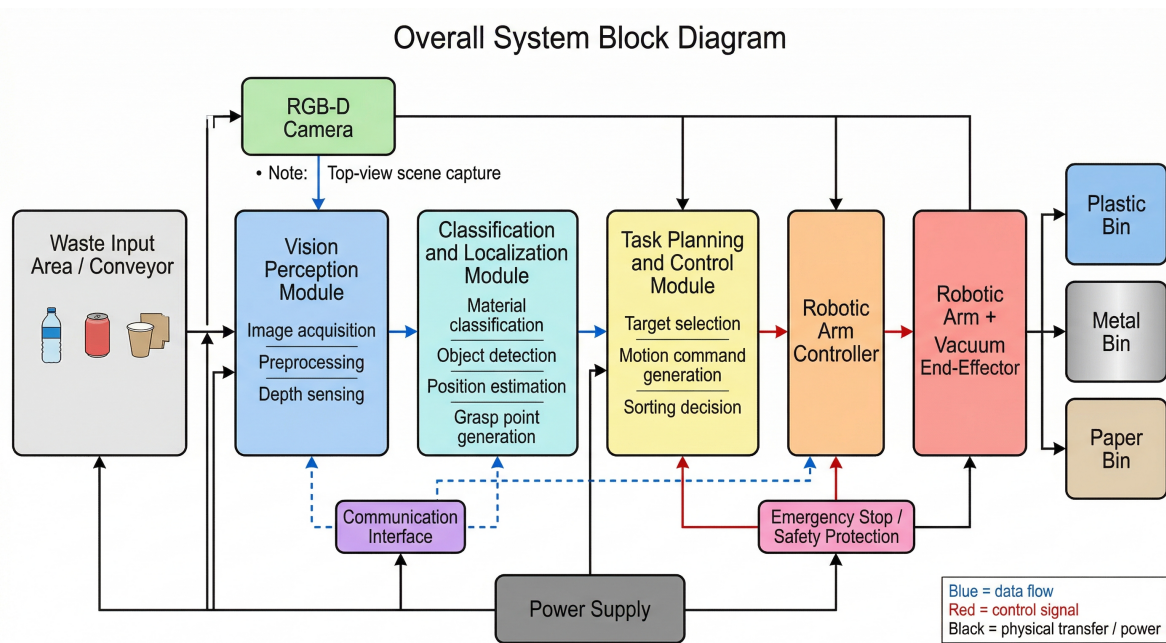 Overall System Block Diagram
RGB-D
Camera
• Note: Top-view scene capture
Waste Input
Area / Conveyor
Vision
Perception
Module
Image acquisition
Preprocessing
Depth sensing
Classification
and Localization
Module
Material
classification
Object detection
Position estimation
Grasp point
generation
Task Planning
and Control
Module
Target selection
Motion command
generation
Sorting decision
Robotic
Arm
Controller
Robotic
Arm +
Vacuum
End-Effector
Plastic
Bin
Metal
Bin
Paper
Bin
Communication
Interface
Emergency Stop /
Safety Protection
Power Supply
Blue = data flow
Red = control signal
Black = physical transfer / power